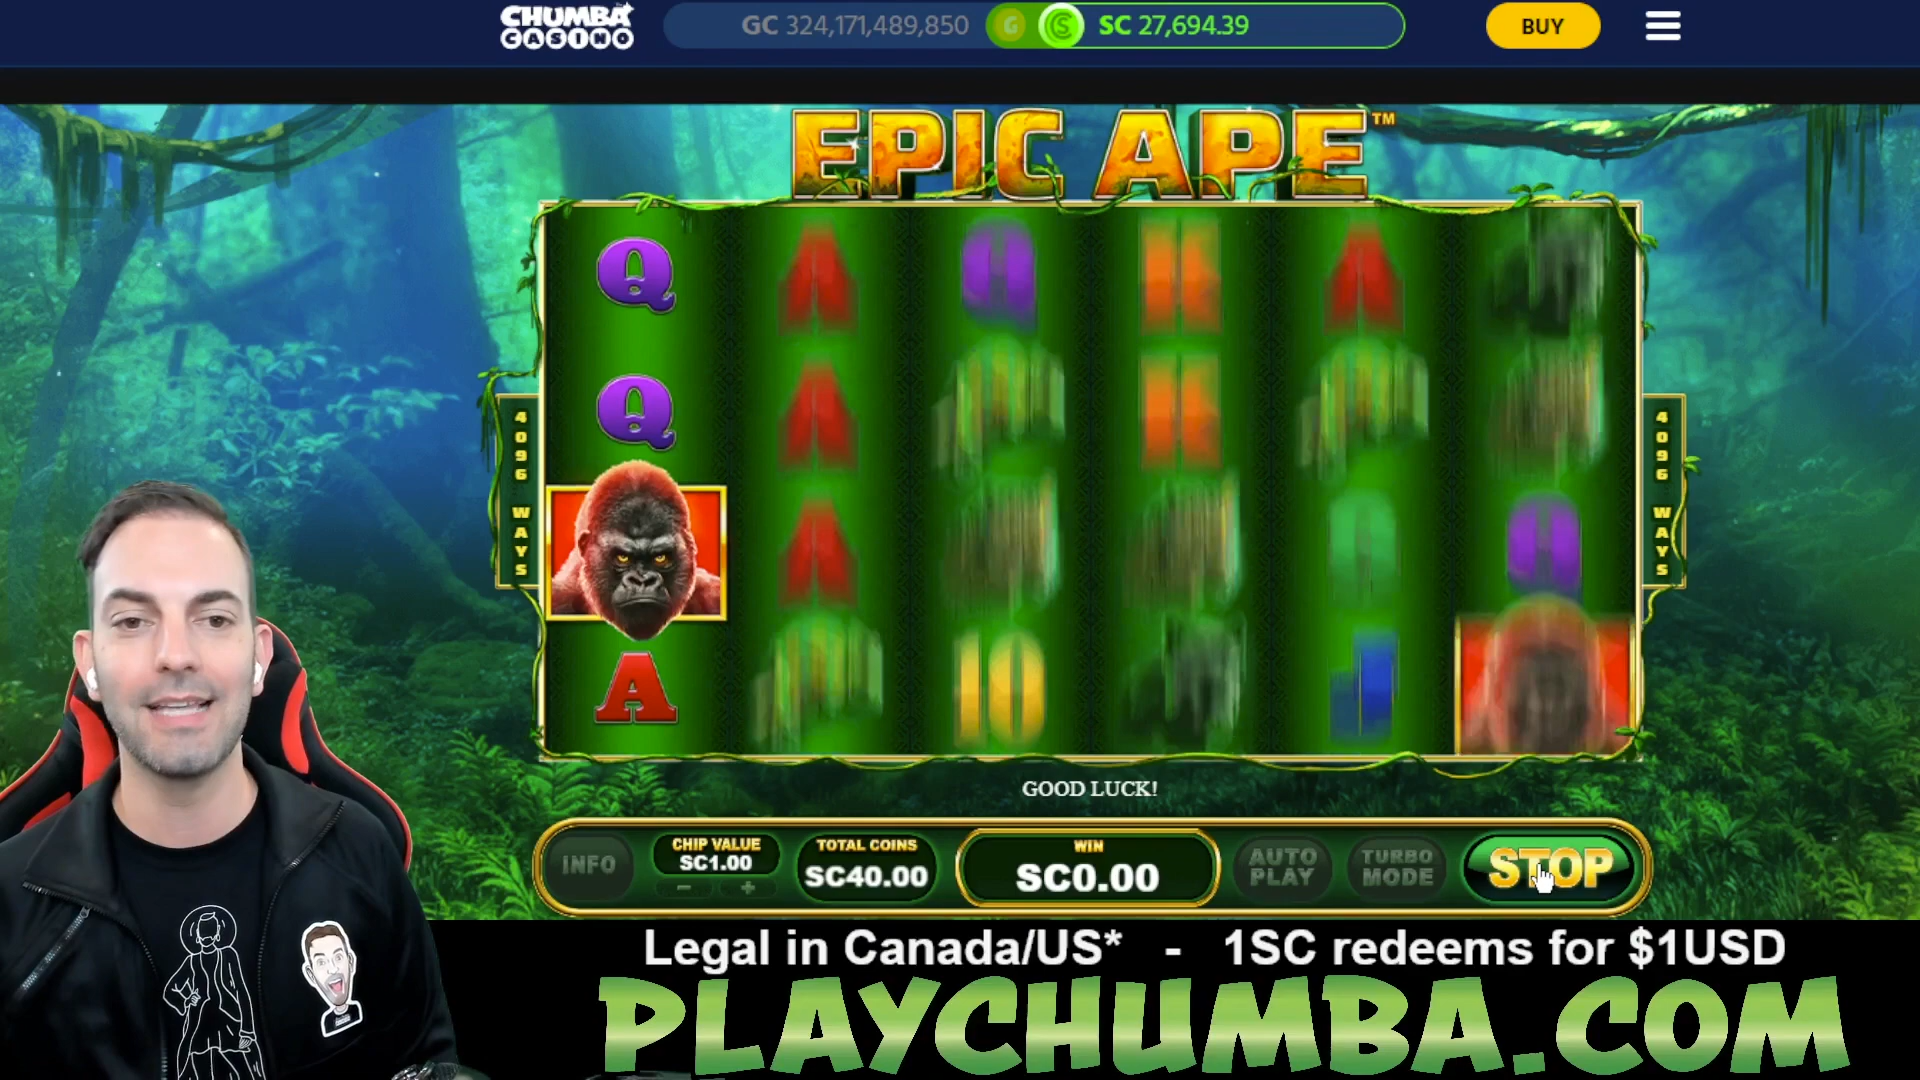 CHUMBA
CASINO
GC 324,171,489,850
G
S
SC 27,694.39
BUY
EPIC APE™
Q
A
Q
K
A
Q
A
K
4096 WAYS
4096 WAYS
A
Q
A
10
J
GOOD LUCK!
INFO
CHIP VALUE
SC1.00
-
+
TOTAL COINS
SC40.00
WIN
SC0.00
AUTO
PLAY
TURBO
MODE
STOP
Legal in Canada/US* - 1SC redeems for $1USD
PLAYCHUMBA.COM